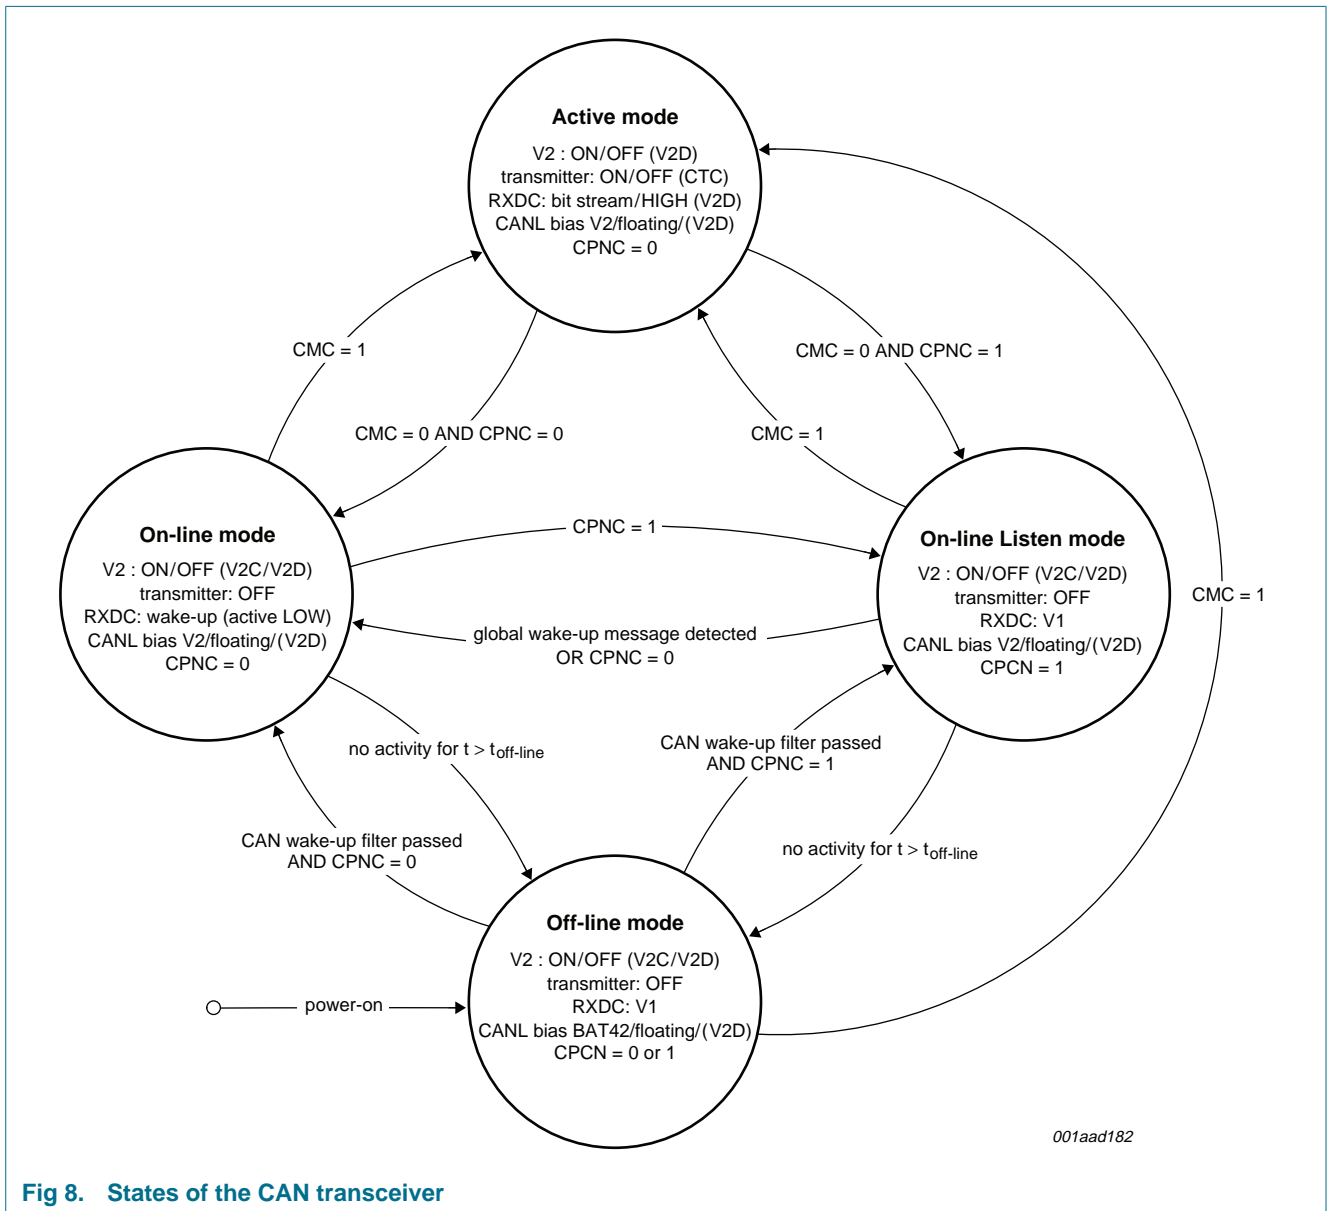 Active mode
V2 : ON/OFF (V2D)
transmitter: ON/OFF (CTC)
RXDC: bit stream/HIGH (V2D)
CANL bias V2/floating/(V2D)
CPNC = 0
CMC = 1
CMC = 0 AND CPNC = 1
CMC = 0 AND CPNC = 0
CMC = 1
On-line mode
V2 : ON/OFF (V2C/V2D)
transmitter: OFF
RXDC: wake-up (active LOW)
CANL bias V2/floating/(V2D)
CPNC = 0
CPNC = 1
On-line Listen mode
V2 : ON/OFF (V2C/V2D)
transmitter: OFF
RXDC: V1
CANL bias V2/floating/(V2D)
CPCN = 1
CMC = 1
global wake-up message detected
OR CPNC = 0
no activity for t > toff-line
CAN wake-up filter passed
AND CPNC = 1
CAN wake-up filter passed
AND CPNC = 0
no activity for t > toff-line
Off-line mode
V2 : ON/OFF (V2C/V2D)
transmitter: OFF
RXDC: V1
CANL bias BAT42/floating/(V2D)
CPCN = 0 or 1
power-on
001aad182
Fig 8. States of the CAN transceiver